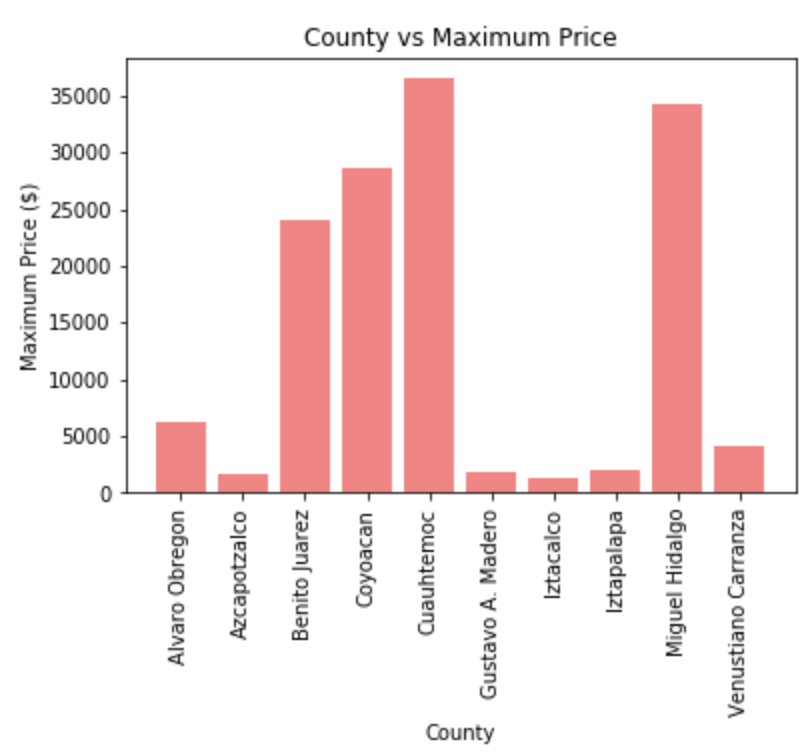 County vs Maximum Price
Maximum Price ($)
35000
30000
25000
20000
15000
10000
5000
0
Alvaro Obregon
Azcapotzalco
Benito Juarez
Coyoacan
Cuauhtemoc
Gustavo A. Madero
Iztacalco
Iztapalapa
Miguel Hidalgo
Venustiano Carranza
County